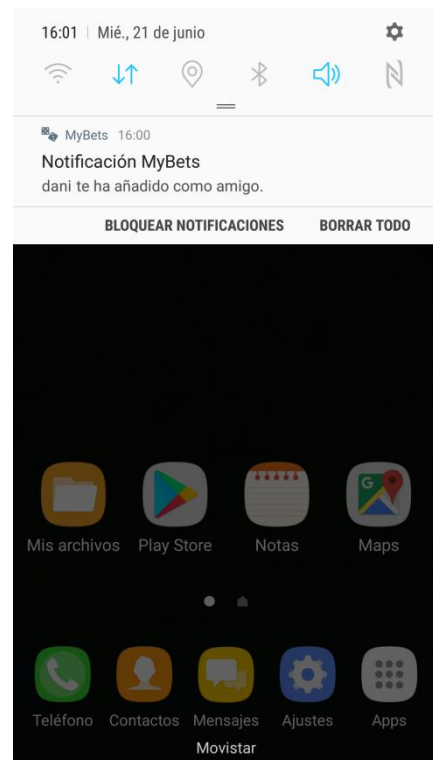 16:01 | Mié., 21 de junio
MyBets 16:00
Notificación MyBets
dani te ha añadido como amigo.
BLOQUEAR NOTIFICACIONES BORRAR TODO
Mis archivos Play Store Notas Maps
Teléfono Contactos Mensajes Ajustes Apps
Movistar